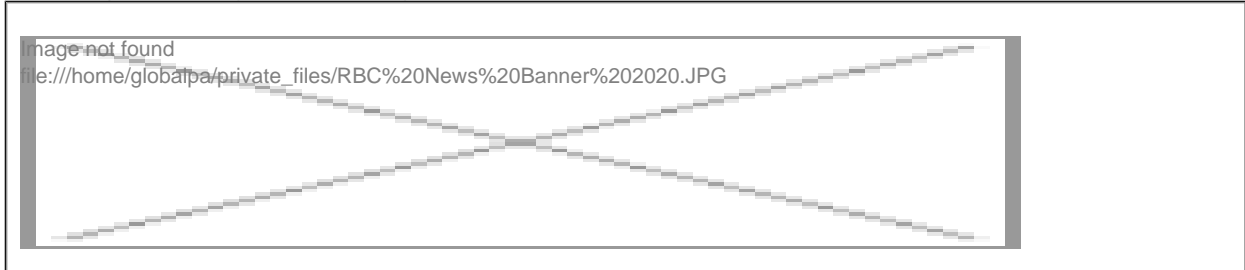 Image not found
file:///home/globalpa/private_files/RBC%20News%20Banner%202020.JPG